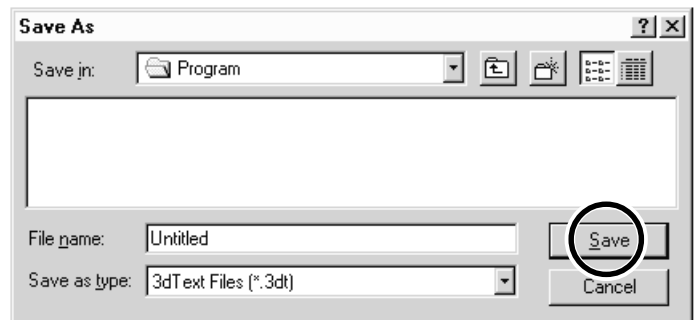 Save As
Save in: Program
File name: Untitled Save
Save as type: 3dText Files (*.3dt) Cancel